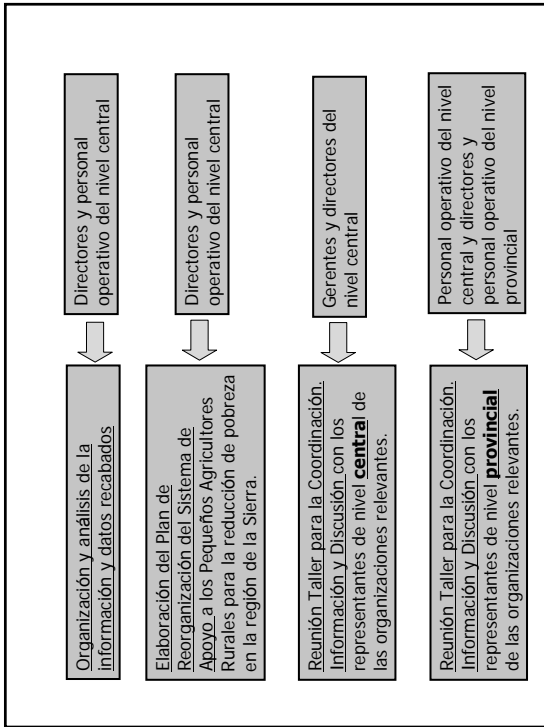 Organización y análisis de la
información y datos recabados
Directores y personal
operativo del nivel central
Elaboración del Plan de
Reorganización del Sistema de
Apoyo a los Pequeños Agricultores
Rurales para la reducción de pobreza
en la región de la Sierra.
Directores y personal
operativo del nivel central
Reunión Taller para la Coordinación.
Información y Discusión con los
representantes de nivel central de
las organizaciones relevantes.
Gerentes y directores del
nivel central
Reunión Taller para la Coordinación.
Información y Discusión con los
representantes de nivel provincial
de las organizaciones relevantes.
Personal operativo del nivel
central y directores y
personal operativo del nivel
provincial